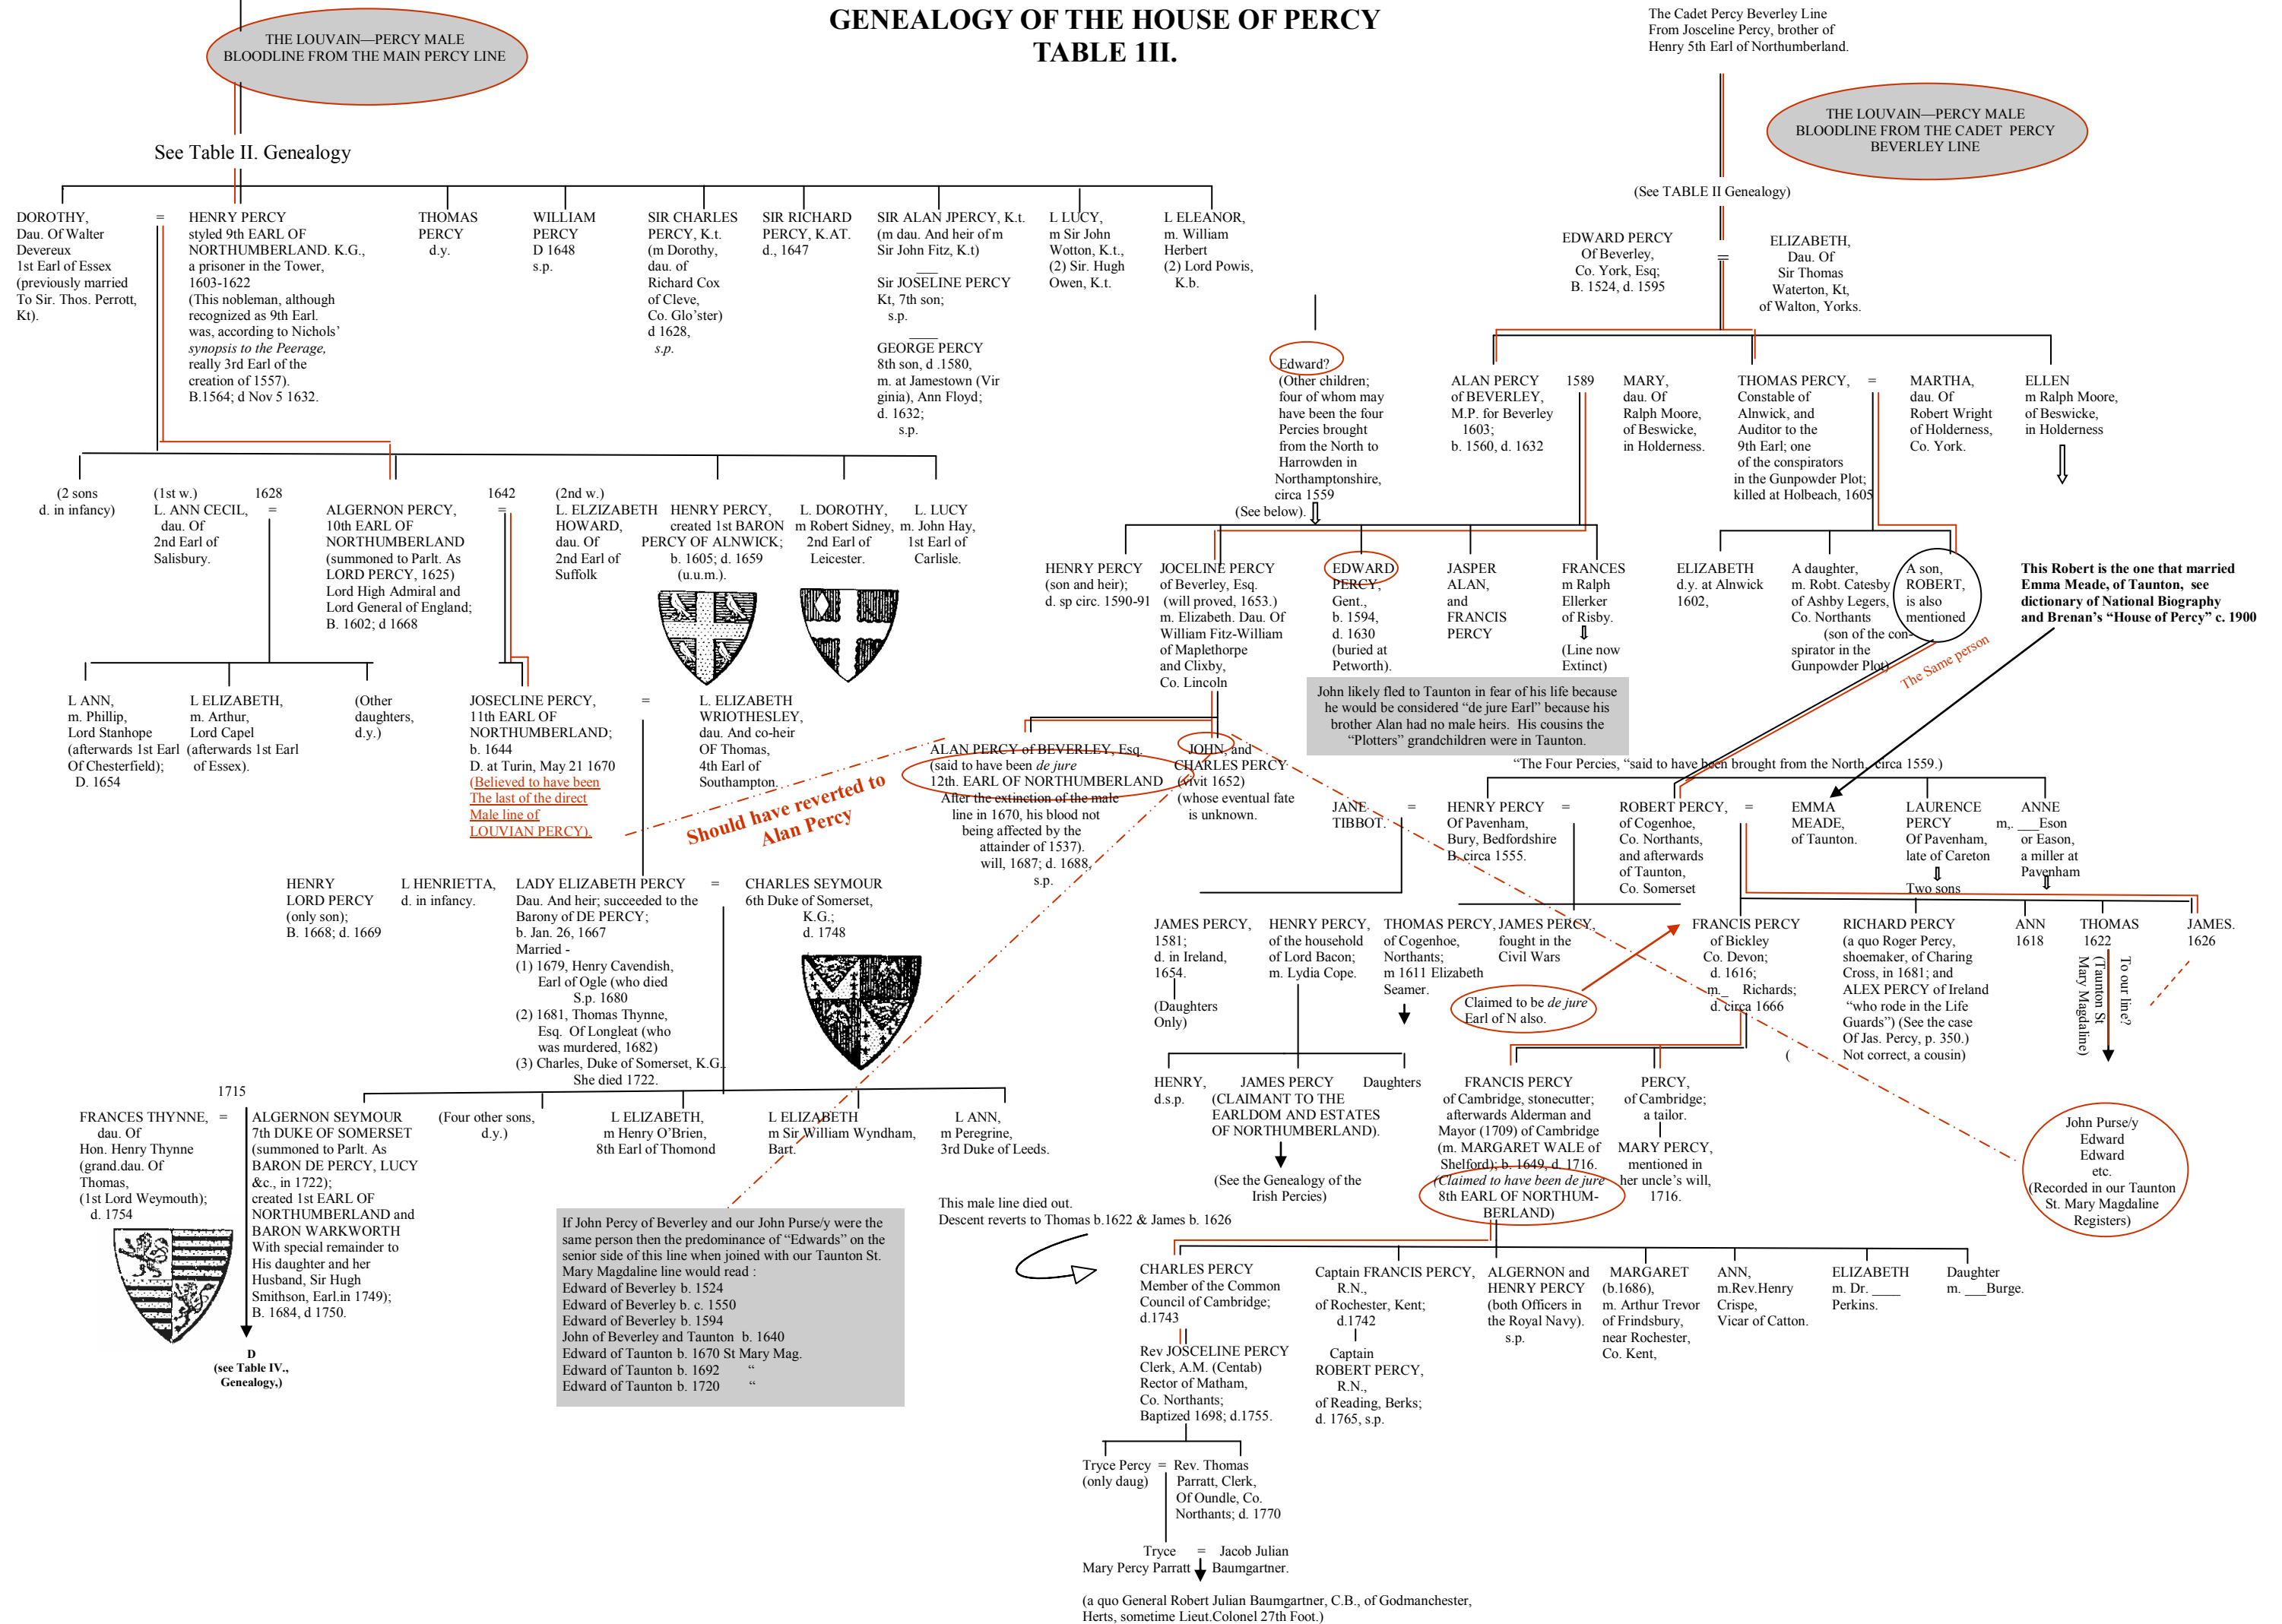 GENEALOGY OF THE HOUSE OF PERCY
TABLE 1II.
THE LOUVAIN—PERCY MALE
BLOODLINE FROM THE MAIN PERCY LINE
See Table II. Genealogy
The Cadet Percy Beverley Line
From Josceline Percy, brother of
Henry 5th Earl of Northumberland.
THE LOUVAIN—PERCY MALE
BLOODLINE FROM THE CADET PERCY
BEVERLEY LINE
(See TABLE II Genealogy)
DOROTHY,
Dau. Of Walter
Devereux
1st Earl of Essex
(previously married
To Sir. Thos. Perrott,
Kt).
=
HENRY PERCY
styled 9th EARL OF
NORTHUMBERLAND. K.G.,
a prisoner in the Tower,
1603-1622
(This nobleman, although
recognized as 9th Earl.
was, according to Nichols’
synopsis to the Peerage,
really 3rd Earl of the
creation of 1557).
B.1564; d Nov 5 1632.
THOMAS
PERCY
d.y.
WILLIAM
PERCY
D 1648
s.p.
SIR CHARLES
PERCY, K.t.
(m Dorothy,
dau. of
Richard Cox
of Cleve,
Co. Glo’ster)
d 1628,
s.p.
SIR RICHARD
PERCY, K.AT.
d., 1647
SIR ALAN JPERCY, K.t.
(m dau. And heir of m
Sir John Fitz, K.t)
___
Sir JOSELINE PERCY
Kt, 7th son;
s.p.
____
GEORGE PERCY
8th son, d .1580,
m. at Jamestown (Vir
ginia), Ann Floyd;
d. 1632;
s.p.
L LUCY,
m Sir John
Wotton, K.t.,
(2) Sir. Hugh
Owen, K.t.
L ELEANOR,
m. William
Herbert
(2) Lord Powis,
K.b.
Edward?
(Other children;
four of whom may
have been the four
Percies brought
from the North to
Harrowden in
Northamptonshire,
circa 1559
(See below).
EDWARD PERCY
Of Beverley,
Co. York, Esq;
B. 1524, d. 1595
=
ELIZABETH,
Dau. Of
Sir Thomas
Waterton, Kt,
of Walton, Yorks.
ALAN PERCY
of BEVERLEY,
M.P. for Beverley
1603;
b. 1560, d. 1632
1589
MARY,
dau. Of
Ralph Moore,
of Beswicke,
in Holderness.
THOMAS PERCY,
Constable of
Alnwick, and
Auditor to the
9th Earl; one
of the conspirators
in the Gunpowder Plot;
killed at Holbeach, 1605
=
MARTHA,
dau. Of
Robert Wright
of Holderness,
Co. York.
ELLEN
m Ralph Moore,
of Beswicke,
in Holderness
(2 sons
d. in infancy)
(1st w.)
L. ANN CECIL,
dau. Of
2nd Earl of
Salisbury.
1628
=
ALGERNON PERCY,
10th EARL OF
NORTHUMBERLAND
(summoned to Parlt. As
LORD PERCY, 1625)
Lord High Admiral and
Lord General of England;
B. 1602; d 1668
1642
=
(2nd w.)
L. ELZIZABETH
HOWARD,
dau. Of
2nd Earl of
Suffolk
HENRY PERCY,
created 1st BARON
PERCY OF ALNWICK;
b. 1605; d. 1659
(u.u.m.).
L. DOROTHY,
m Robert Sidney,
2nd Earl of
Leicester.
L. LUCY
m. John Hay,
1st Earl of
Carlisle.
HENRY PERCY
(son and heir);
d. sp circ. 1590-91
JOCELINE PERCY
of Beverley, Esq.
(will proved, 1653.)
m. Elizabeth. Dau. Of
William Fitz-William
of Maplethorpe
and Clixby,
Co. Lincoln
EDWARD
PERCY,
Gent.,
b. 1594,
d. 1630
(buried at
Petworth).
JASPER
ALAN,
and
FRANCIS
PERCY
FRANCES
m Ralph
Ellerker
of Risby.
(Line now
Extinct)
ELIZABETH
d.y. at Alnwick
1602,
A daughter,
m. Robt. Catesby
of Ashby Legers,
Co. Northants
(son of the con-
spirator in the
Gunpowder Plot)
A son,
ROBERT,
is also
mentioned
This Robert is the one that married
Emma Meade, of Taunton, see
dictionary of National Biography
and Brenan’s “House of Percy” c. 1900
The Same person
L ANN,
m. Phillip,
Lord Stanhope
(afterwards 1st Earl
Of Chesterfield);
D. 1654
L ELIZABETH,
m. Arthur,
Lord Capel
(afterwards 1st Earl
of Essex).
(Other
daughters,
d.y.)
JOSECLINE PERCY,
11th EARL OF
NORTHUMBERLAND;
b. 1644
D. at Turin, May 21 1670
(Believed to have been
The last of the direct
Male line of
LOUVIAN PERCY).
=
L. ELIZABETH
WRIOTHESLEY,
dau. And co-heir
OF Thomas,
4th Earl of
Southampton.
Should have reverted to
Alan Percy
ALAN PERCY of BEVERLEY, Esq.
(said to have been de jure
12th. EARL OF NORTHUMBERLAND
After the extinction of the male
line in 1670, his blood not
being affected by the
attainder of 1537).
will, 1687; d. 1688,
s.p.
JOHN, and
CHARLES PERCY
(vivit 1652)
(whose eventual fate
is unknown.
John likely fled to Taunton in fear of his life because
he would be considered “de jure Earl” because his
brother Alan had no male heirs. His cousins the
“Plotters” grandchildren were in Taunton.
“The Four Percies, “said to have been brought from the North, circa 1559.)
JANE
TIBBOT.
=
HENRY PERCY
Of Pavenham,
Bury, Bedfordshire
B. circa 1555.
=
ROBERT PERCY,
of Cogenhoe,
Co. Northants,
and afterwards
of Taunton,
Co. Somerset
=
EMMA
MEADE,
of Taunton.
LAURENCE
PERCY
Of Pavenham,
late of Careton
Two sons
ANNE
m,. ___Eson
or Eason,
a miller at
Pavenham
HENRY
LORD PERCY
(only son);
B. 1668; d. 1669
L HENRIETTA,
d. in infancy.
LADY ELIZABETH PERCY
Dau. And heir; succeeded to the
Barony of DE PERCY;
b. Jan. 26, 1667
Married -
(1) 1679, Henry Cavendish,
Earl of Ogle (who died
S.p. 1680
(2) 1681, Thomas Thynne,
Esq. Of Longleat (who
was murdered, 1682)
(3) Charles, Duke of Somerset, K.G.
She died 1722.
=
CHARLES SEYMOUR
6th Duke of Somerset,
K.G.;
d. 1748
JAMES PERCY,
1581;
d. in Ireland,
1654.
(Daughters
Only)
HENRY PERCY,
of the household
of Lord Bacon;
m. Lydia Cope.
THOMAS PERCY,
of Cogenhoe,
Northants;
m 1611 Elizabeth
Seamer.
JAMES PERCY,
fought in the
Civil Wars
Claimed to be de jure
Earl of N also.
FRANCIS PERCY
of Bickley
Co. Devon;
d. 1616;
m._ Richards;
d. circa 1666
RICHARD PERCY
(a quo Roger Percy,
shoemaker, of Charing
Cross, in 1681; and
ALEX PERCY of Ireland
“who rode in the Life
Guards”) (See the case
Of Jas. Percy, p. 350.)
Not correct, a cousin)
(
ANN
1618
THOMAS
1622
JAMES.
1626
To our line?
(Taunton St
Mary Magdaline)
HENRY,
d.s.p.
JAMES PERCY
(CLAIMANT TO THE
EARLDOM AND ESTATES
OF NORTHUMBERLAND).
(See the Genealogy of the
Irish Percies)
Daughters
FRANCIS PERCY
of Cambridge, stonecutter;
afterwards Alderman and
Mayor (1709) of Cambridge
(m. MARGARET WALE of
Shelford); b. 1649, d. 1716.
(Claimed to have been de jure
8th EARL OF NORTHUM-
BERLAND)
PERCY,
of Cambridge;
a tailor.
MARY PERCY,
mentioned in
her uncle’s will,
1716.
John Purse/y
Edward
Edward
etc.
(Recorded in our Taunton
St. Mary Magdaline
Registers)
1715
FRANCES THYNNE,
dau. Of
Hon. Henry Thynne
(grand.dau. Of
Thomas,
(1st Lord Weymouth);
d. 1754
=
ALGERNON SEYMOUR
7th DUKE OF SOMERSET
(summoned to Parlt. As
BARON DE PERCY, LUCY
&c., in 1722);
created 1st EARL OF
NORTHUMBERLAND and
BARON WARKWORTH
With special remainder to
His daughter and her
Husband, Sir Hugh
Smithson, Earl.in 1749);
B. 1684, d 1750.
D
(see Table IV.,
Genealogy,)
(Four other sons,
d.y.)
L ELIZABETH,
m Henry O’Brien,
8th Earl of Thomond
L ELIZABETH
m Sir William Wyndham,
Bart.
L ANN,
m Peregrine,
3rd Duke of Leeds.
This male line died out.
Descent reverts to Thomas b.1622 & James b. 1626
If John Percy of Beverley and our John Purse/y were the
same person then the predominance of “Edwards” on the
senior side of this line when joined with our Taunton St.
Mary Magdaline line would read :
Edward of Beverley b. 1524
Edward of Beverley b. c. 1550
Edward of Beverley b. 1594
John of Beverley and Taunton b. 1640
Edward of Taunton b. 1670 St Mary Mag.
Edward of Taunton b. 1692 “
Edward of Taunton b. 1720 “
CHARLES PERCY
Member of the Common
Council of Cambridge;
d.1743
Rev JOSCELINE PERCY
Clerk, A.M. (Centab)
Rector of Matham,
Co. Northants;
Baptized 1698; d.1755.
Captain FRANCIS PERCY,
R.N.,
of Rochester, Kent;
d.1742
Captain
ROBERT PERCY,
R.N.,
of Reading, Berks;
d. 1765, s.p.
ALGERNON and
HENRY PERCY
(both Officers in
the Royal Navy).
s.p.
MARGARET
(b.1686),
m. Arthur Trevor
of Frindsbury,
near Rochester,
Co. Kent,
ANN,
m.Rev.Henry
Crispe,
Vicar of Catton.
ELIZABETH
m. Dr. ____
Perkins.
Daughter
m. ___Burge.
Tryce Percy
(only daug)
=
Rev. Thomas
Parratt, Clerk,
Of Oundle, Co.
Northants; d. 1770
Tryce
Mary Percy Parratt
=
Jacob Julian
Baumgartner.
(a quo General Robert Julian Baumgartner, C.B., of Godmanchester,
Herts, sometime Lieut.Colonel 27th Foot.)